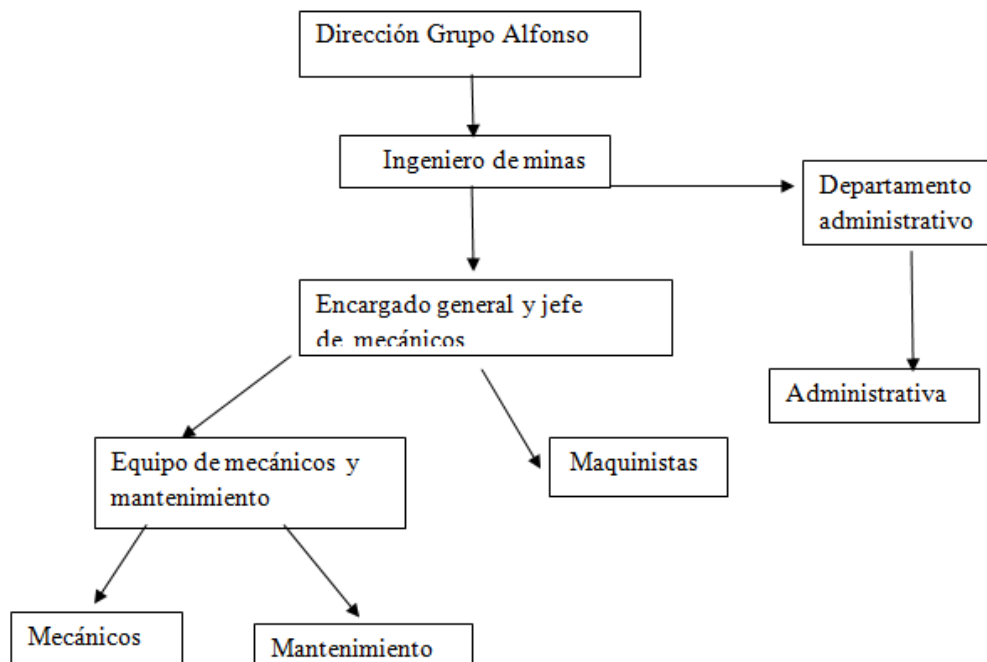 Dirección Grupo Alfonso
Ingeniero de minas
Departamento
administrativo
Encargado general y jefe
de mecánicos
Administrativa
Equipo de mecánicos y
mantenimiento
Maquinistas
Mecánicos
Mantenimiento